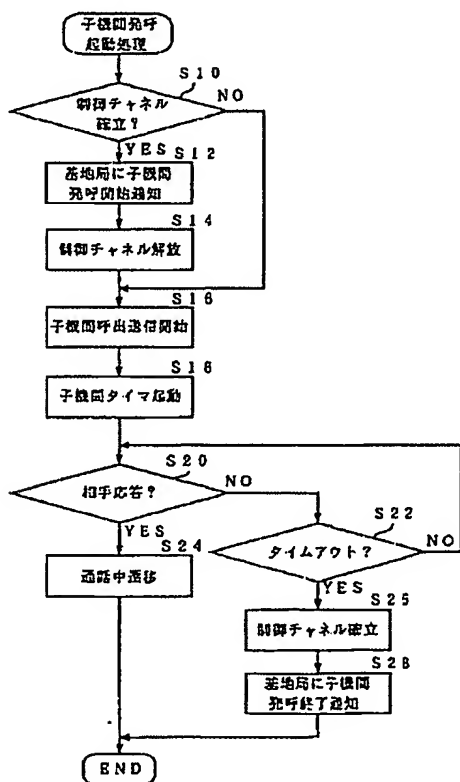 子機間発呼
起動処理
S10
制御チャネル
確立?
NO
YES
S12
基地局に子機間
発呼開始通知
S14
制御チャネル解放
S16
子機間呼出送信開始
S18
子機間タイマ起動
S20
相手応答?
NO
YES
S22
タイムアウト?
NO
YES
S24
通話中遷移
S25
制御チャネル確立
S28
基地局に子機間
発呼終了通知
END